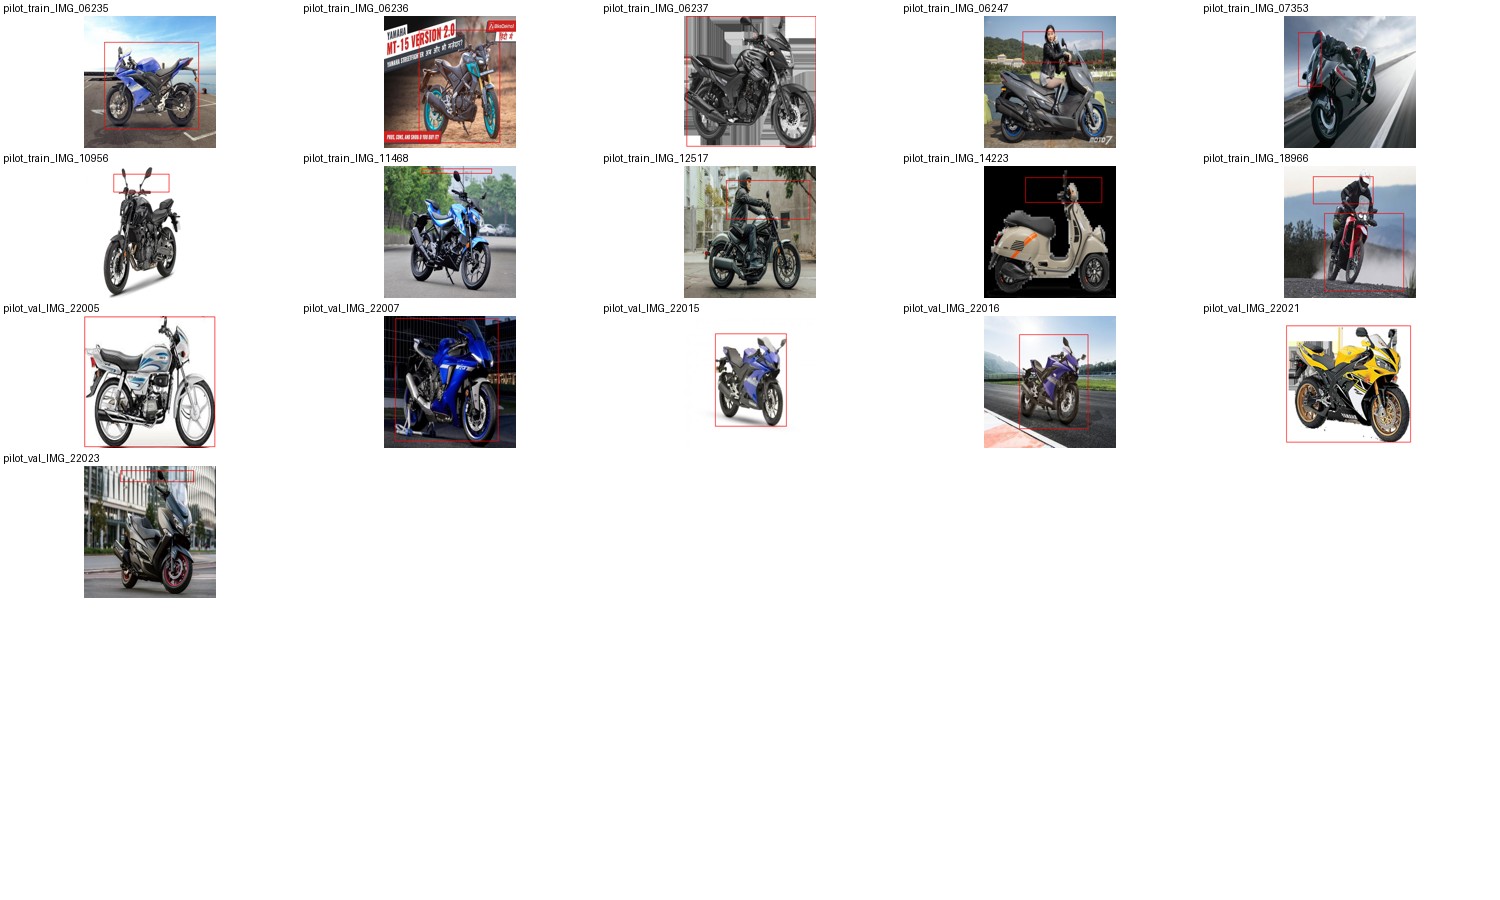 pilot_train_IMG_06235
pilot_train_IMG_06236
pilot_train_IMG_06237
pilot_train_IMG_06247
pilot_train_IMG_07353
YAMAHA
MT-15 VERSION 2.0
pilot_train_IMG_10956
pilot_train_IMG_11468
pilot_train_IMG_12517
pilot_train_IMG_14223
pilot_train_IMG_18966
pilot_val_IMG_22005
pilot_val_IMG_22007
pilot_val_IMG_22015
pilot_val_IMG_22016
pilot_val_IMG_22021
pilot_val_IMG_22023